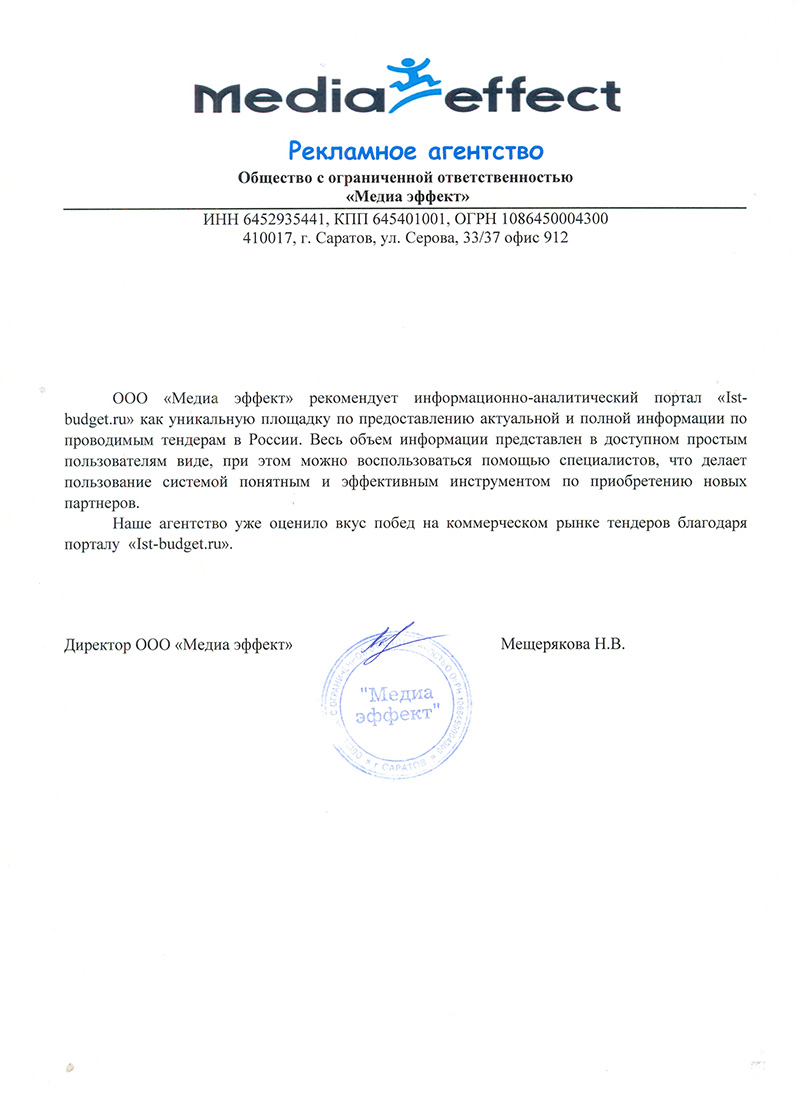 media effect
Рекламное агентство
Общество с ограниченной ответственностью
«Медиа эффект»
ИНН 6452935441, КПП 645401001, ОГРН 1086450004300
410017, г. Саратов, ул. Серова, 33/37 офис 912
ООО «Медиа эффект» рекомендует информационно-аналитический портал «Ist-
budget.ru» как уникальную площадку по предоставлению актуальной и полной информации по
проводимым тендерам в России. Весь объем информации представлен в доступном простым
пользователям виде, при этом можно воспользоваться помощью специалистов, что делает
пользование системой понятным и эффективным инструментом по приобретению новых
партнеров.
Наше агентство уже оценило вкус побед на коммерческом рынке тендеров благодаря
порталу «Ist-budget.ru».
Директор ООО «Медиа эффект» Мещерякова Н.В.
"Медиа
эффект"
г САРАТОВ